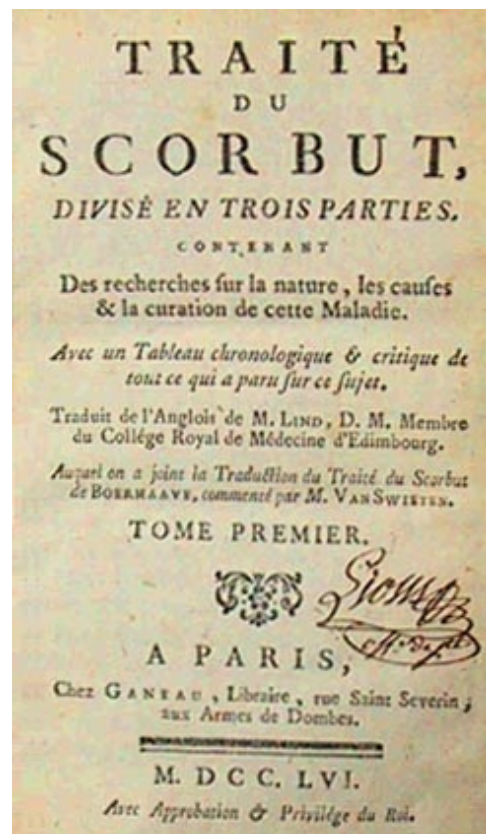 TRAITÉ
DU
SCORBUT,
DIVISÉ EN TROIS PARTIES.
CONTENANT
Des recherches ſur la nature, les cauſes
& la curation de cette Maladie.
Avec un Tableau chronologique & critique de
tout ce qui a paru ſur ce ſujet.
Traduit de l'Anglois de M. LIND, D. M. Membre
du Collége Royal de Médecine d'Edimbourg.
Auquel on a joint la Traduction du Traité du Scorbut
de BOERHAAVE, commenté par M. VAN SWIETEN.
TOME PREMIER.
A PARIS,
Chez GANEAU, Libraire, rue Saint Severin,
aux Armes de Dombes.
M. DCC. LVI.
Avec Approbation & Privilége du Roi.